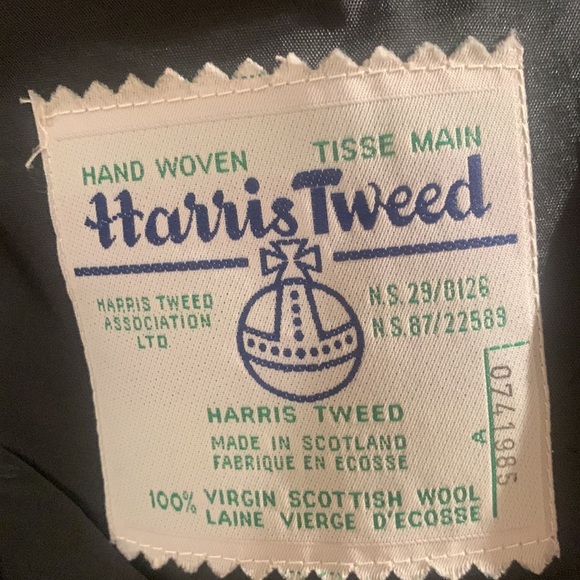 HAND WOVEN TISSE MAIN
Harris Tweed
HARRIS TWEED
ASSOCIATION
LTD.
N.S.29/8126
N.S.87/22589
HARRIS TWEED
MADE IN SCOTLAND
FABRIQUE EN ECOSSE
100% VIRGIN SCOTTISH WOOL
LAINE VIERGE D'ECOSSE
A
0741985